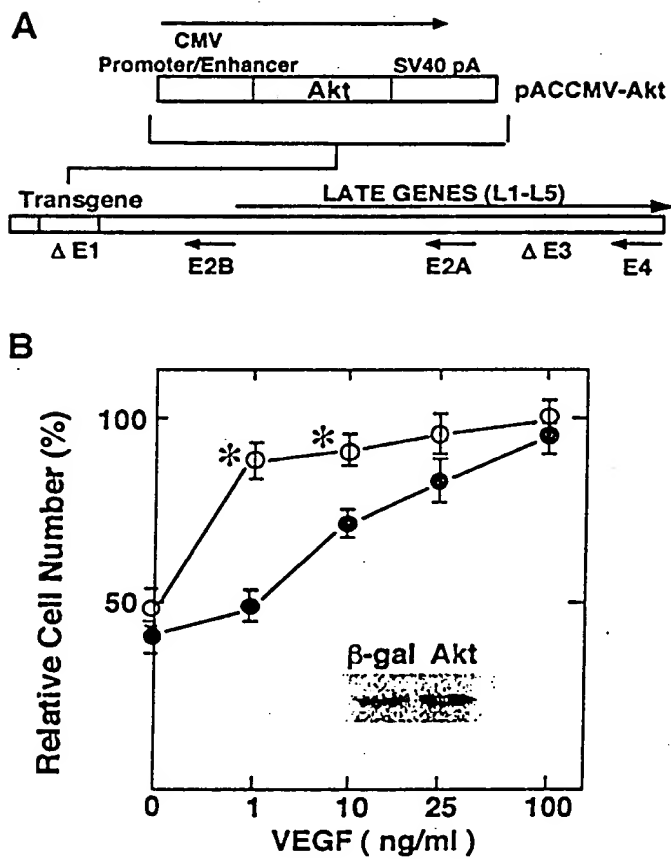 A
CMV
Promoter/Enhancer
SV40 pA
Akt
pACCMV-Akt
Transgene
LATE GENES (L1-L5)
Δ E1
E2B
E2A
Δ E3
E4
B
Relative Cell Number (%)
100
50
*
*
β-gal Akt
0 1 10 25 100
VEGF ( ng/ml )